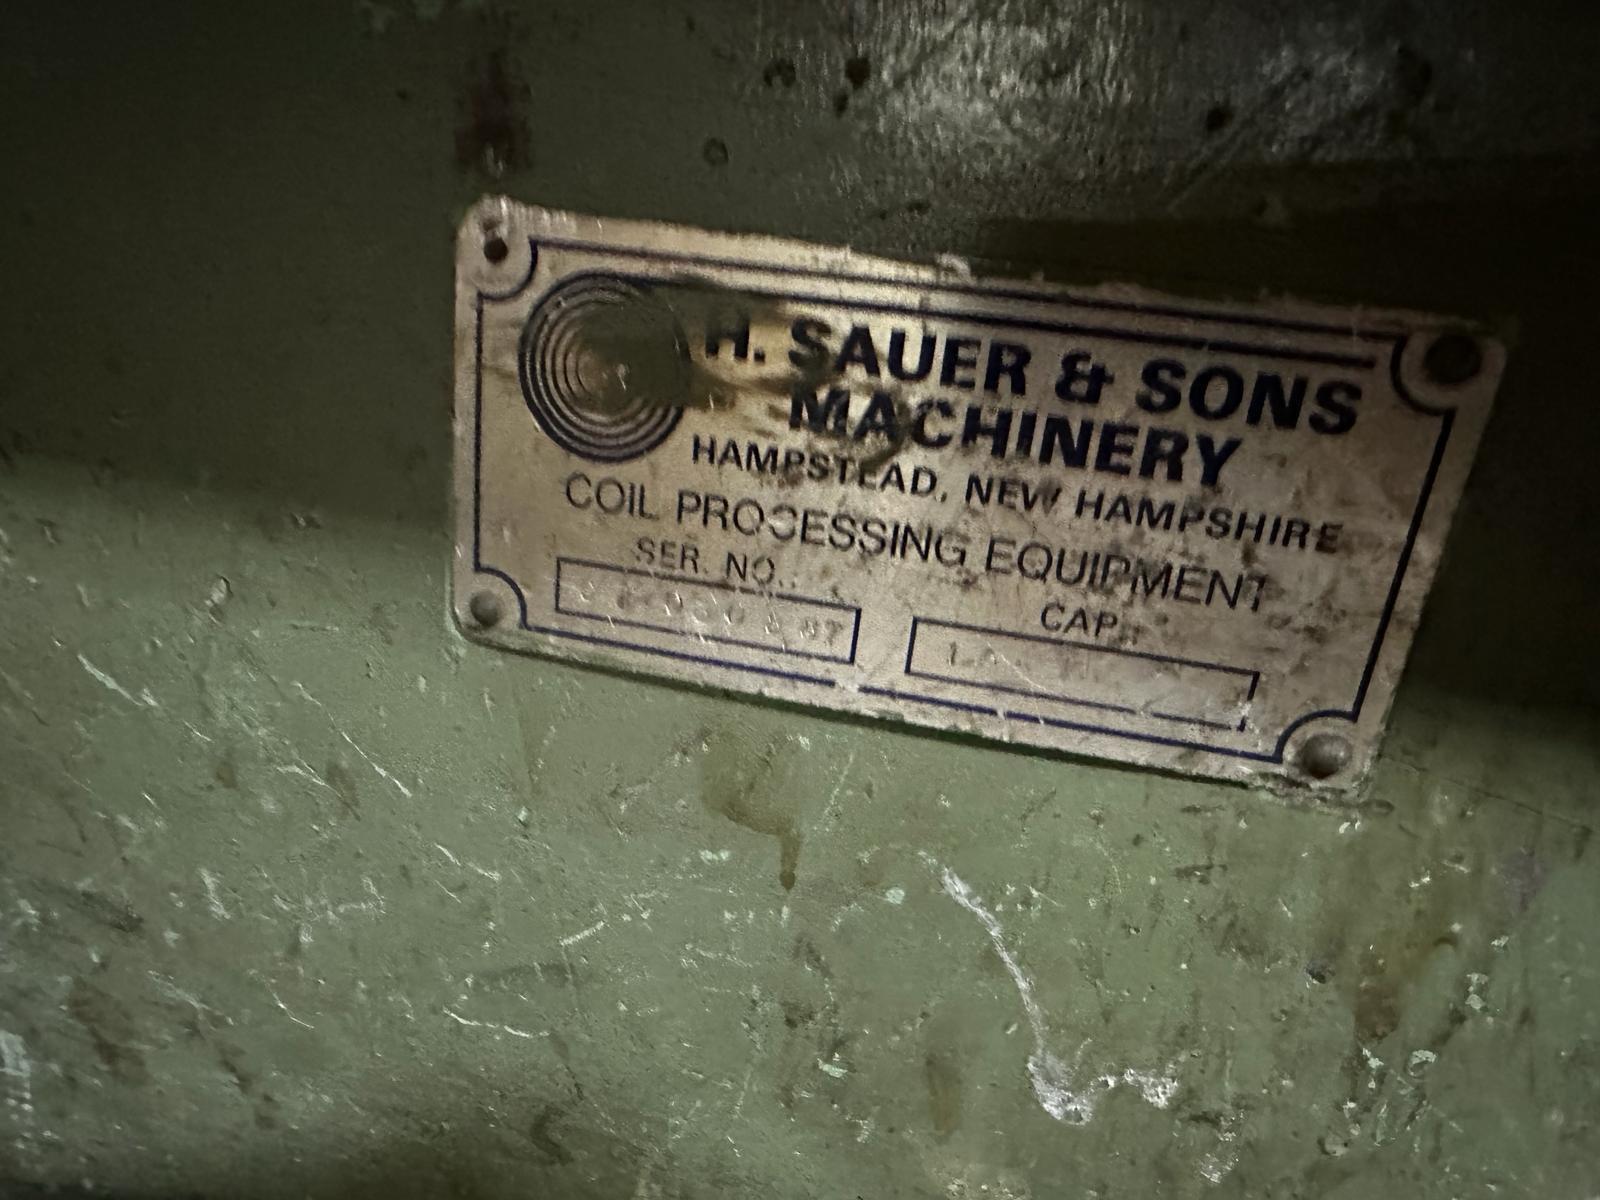 H. SAUER & SONS
MACHINERY
HAMPSTEAD, NEW HAMPSHIRE
COIL PROCESSING EQUIPMENT
SER. NO.:
CAP.: